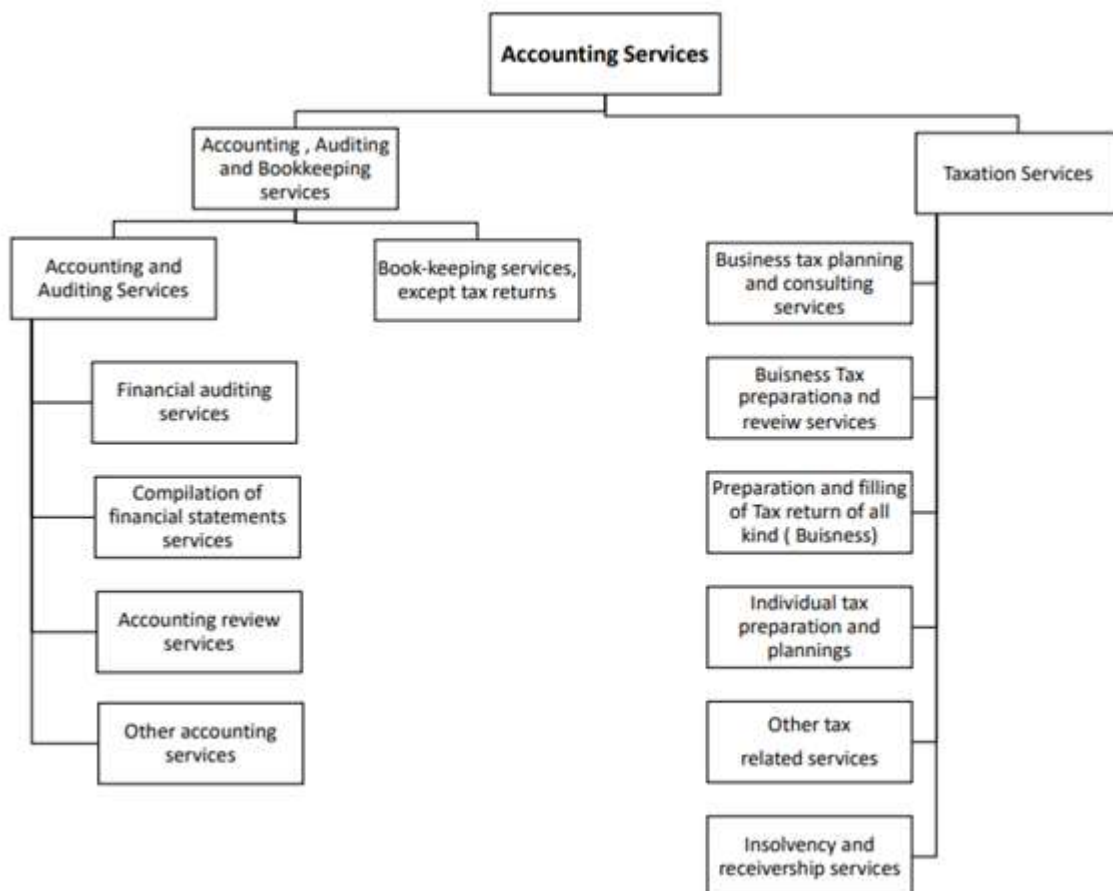 Accounting Services
Accounting , Auditing
and Bookkeeping
services
Taxation Services
Accounting and
Auditing Services
Book-keeping services,
except tax returns
Financial auditing
services
Compilation of
financial statements
services
Accounting review
services
Other accounting
services
Business tax planning
and consulting
services
Buisness Tax
preparationa nd
reveiw services
Preparation and filling
of Tax return of all
kind ( Buisness)
Individual tax
preparation and
plannings
Other tax
related services
Insolvency and
receivership services